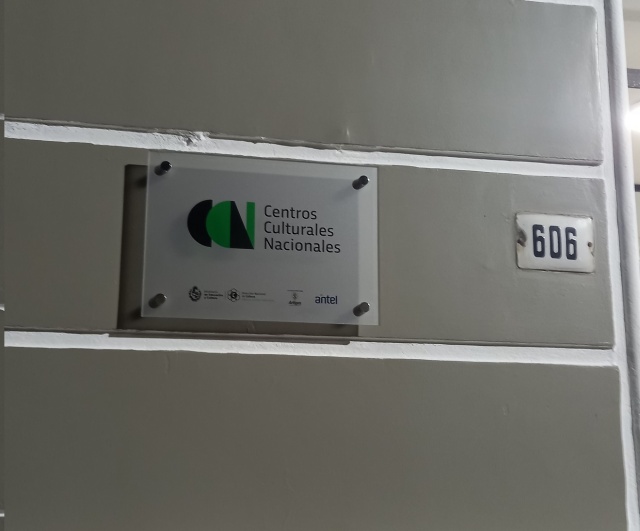 CCN
Centros
Culturales
Nacionales
antel
606